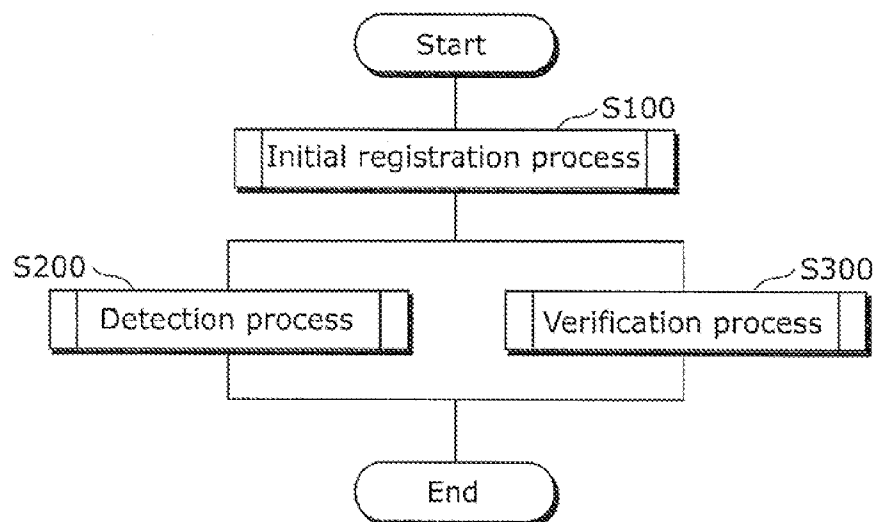 Start
S100
Initial registration process
S200
S300
Detection process
Verification process
End